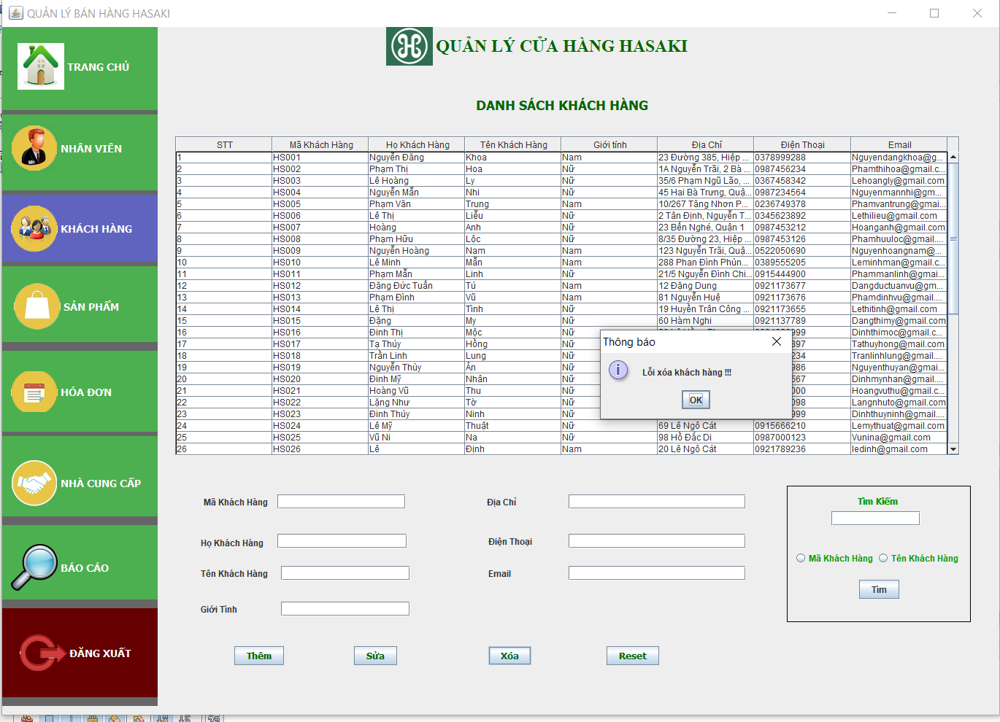 QUẢN LÝ BÁN HÀNG HASAKI
QUẢN LÝ CỬA HÀNG HASAKI
TRANG CHỦ
NHÂN VIÊN
KHÁCH HÀNG
SẢN PHẨM
HÓA ĐƠN
NHÀ CUNG CẤP
BÁO CÁO
ĐĂNG XUẤT
DANH SÁCH KHÁCH HÀNG
STT Mã Khách Hàng Họ Khách Hàng Tên Khách Hàng Giới tính Địa Chỉ Điện Thoại Email
1 HS001 Nguyễn Đăng Khoa Nam 23 Đường 385, Hiệp ... 0378999288 Nguyendangkhoa@g...
2 HS002 Phạm Thị Hoa Nữ 1A Nguyễn Trãi, 2 Bà ... 0987456234 Phamthihoa@gmail.c...
3 HS003 Lê Hoàng Ly Nữ 35/6 Phạm Ngũ Lão, ... 0367458342 Lehoangly@gmail.com
4 HS004 Nguyễn Mẫn Nhi Nữ 45 Hai Bà Trưng, Quậ... 0987234564 Nguyenmannhi@gm...
5 HS005 Phạm Văn Trung Nam 10/267 Tăng Nhơn P... 0236749378 Phamvantrung@gmai...
6 HS006 Lê Thị Liễu Nữ 2 Tân Định, Nguyễn T... 0345623892 Lethilieu@gmail.com
7 HS007 Hoàng Anh Nữ 23 Bến Nghé, Quận 1 0987453212 Hoanganh@gmail.com
8 HS008 Phạm Hữu Lộc Nữ 8/35 Đường 23, Hiệp ... 0987453126 Phamhuuloc@gmail....
9 HS009 Nguyễn Hoàng Nam Nam 123 Nguyễn Trãi, Quậ... 0522050690 Nguyenhoangnam@...
10 HS010 Lê Minh Mẫn Nam 288 Phan Đình Phùn... 0389555205 Leminhman@gmail.c...
11 HS011 Phạm Mẫn Linh Nữ 21/5 Nguyễn Đình Chi... 0915444900 Phammanlinh@gmai...
12 HS012 Đặng Đức Tuấn Tú Nam 12 Đặng Dung 0921173677 Dangductuanvu@gm...
13 HS013 Phạm Đình Vũ Nam 81 Nguyễn Huệ 0921173676 Phamdinhvu@gmail....
14 HS014 Lê Thị Tình Nữ 19 Huyền Trân Công ... 0921173655 Lethitinh@gmail.com
15 HS015 Đặng My Nữ 60 Hàm Nghi 0921137789 Dangthimy@gmail.com
16 HS016 Đinh Thị Mộc Nữ 999 Dinhthimoc@gmail.c...
17 HS017 Tạ Thúy Hồng Nữ 397 Tathuyhong@mail.com
18 HS018 Trần Linh Lung Nữ 234 Tranlinhlung@gmail....
19 HS019 Nguyễn Thùy Ân Nữ 986 Nguyenthuyan@gmai...
20 HS020 Đinh Mỹ Nhân Nữ 567 Dinhmynhan@gmail....
21 HS021 Hoàng Vũ Thu Nữ 000 Hoangvuthu@gmail.c...
22 HS022 Lặng Như Tờ Nữ 098 Langnhuto@gmail.com
23 HS023 Đinh Thúy Ninh Nữ 999 Dinhthuyninh@gmail....
24 HS024 Lê Mỹ Thuật Nữ 69 Lê Ngô Cát 0915666210 Lemythuat@gmail.com
25 HS025 Vũ Ni Na Nữ 98 Hồ Đắc Di 0987000123 Vunina@gmail.com
26 HS026 Lê Định Nam 20 Lê Ngô Cát 0921789236 ledinh@gmail.com
Thông báo
Lỗi xóa khách hàng !!!
OK
Mã Khách Hàng
Địa Chỉ
Họ Khách Hàng
Điện Thoại
Tên Khách Hàng
Email
Giới Tính
Tìm Kiếm
Mã Khách Hàng Tên Khách Hàng
Tìm
Thêm
Sửa
Xóa
Reset